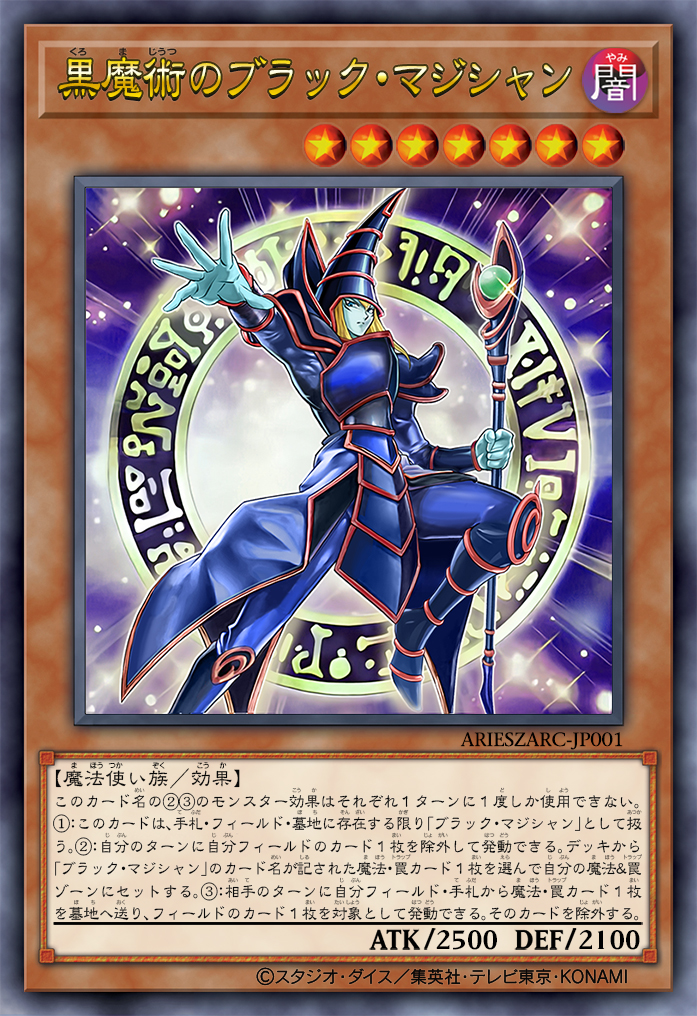 黒魔術のブラック・マジシャン
闇
ARIESZARC-JP001
【魔法使い族／効果】
このカード名の②③のモンスター効果はそれぞれ１ターンに１度しか使用できない。
①：このカードは、手札・フィールド・墓地に存在する限り「ブラック・マジシャン」として扱
う。②：自分のターンに自分フィールドのカード１枚を除外して発動できる。デッキから
「ブラック・マジシャン」のカード名が記された魔法・罠カード１枚を選んで自分の魔法&罠
ゾーンにセットする。③：相手のターンに自分フィールド・手札から魔法・罠カード１枚
を墓地へ送り、フィールドのカード１枚を対象として発動できる。そのカードを除外する。
ATK/2500 DEF/2100
©スタジオ・ダイス／集英社・テレビ東京・KONAMI